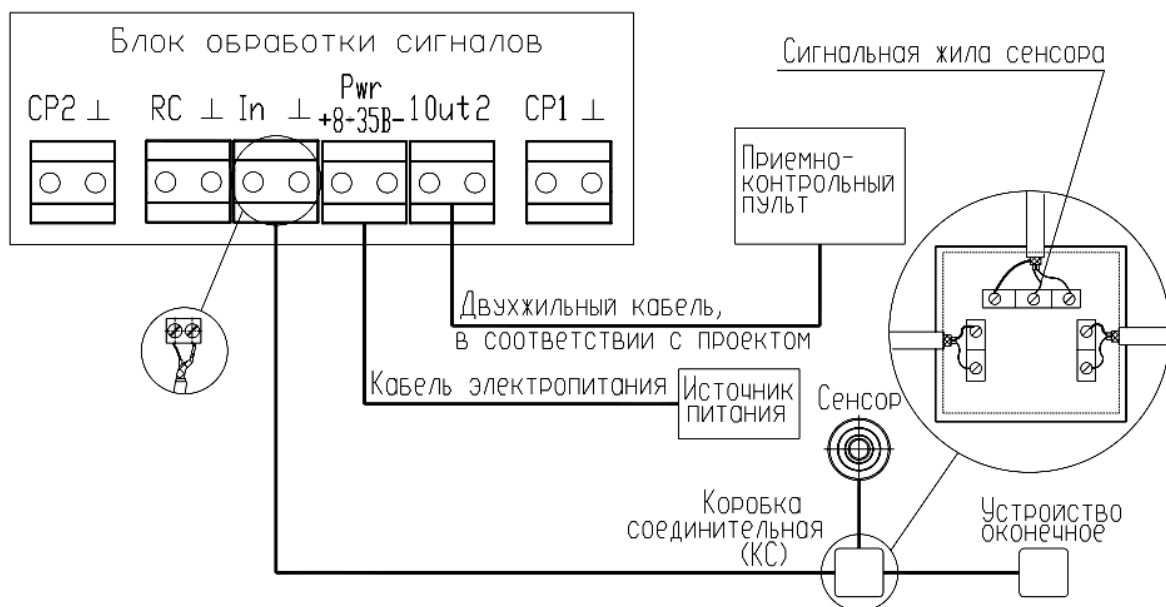 Блок обработки сигналов
Сигнальная жила сенсора
CP2 ⊥ RC ⊥ In ⊥ Pwr 1Out2 CP1 ⊥
+8-35В-
Приемно-
контрольный
пульт
Двухжильный кабель,
в соответствии с проектом
Кабель электропитания
Источник
питания
Сенсор
Коробка
соединительная
(КС)
Устройство
оконечное